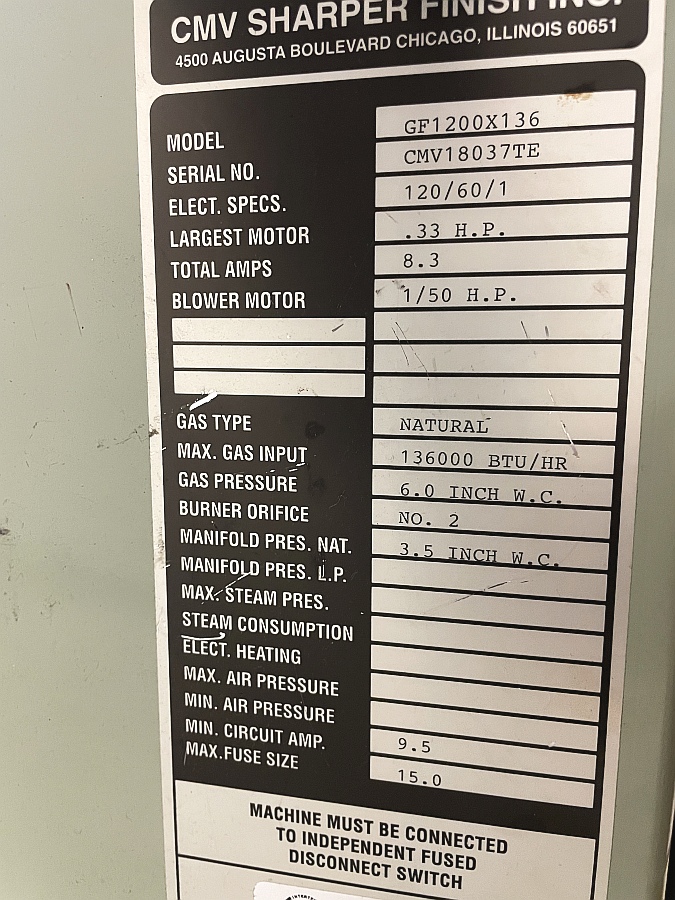 CMV SHARPER FINISH INC.
4500 AUGUSTA BOULEVARD CHICAGO, ILLINOIS 60651
MODEL GF1200X136
SERIAL NO. CMV18037TE
ELECT. SPECS. 120/60/1
LARGEST MOTOR .33 H.P.
TOTAL AMPS 8.3
BLOWER MOTOR 1/50 H.P.
GAS TYPE NATURAL
MAX. GAS INPUT 136000 BTU/HR
GAS PRESSURE 6.0 INCH W.C.
BURNER ORIFICE NO. 2
MANIFOLD PRES. NAT. 3.5 INCH W.C.
MANIFOLD PRES. L.P.
MAX. STEAM PRES.
STEAM CONSUMPTION
ELECT. HEATING
MAX. AIR PRESSURE
MIN. AIR PRESSURE
MIN. CIRCUIT AMP. 9.5
MAX.FUSE SIZE 15.0
MACHINE MUST BE CONNECTED
TO INDEPENDENT FUSED
DISCONNECT SWITCH